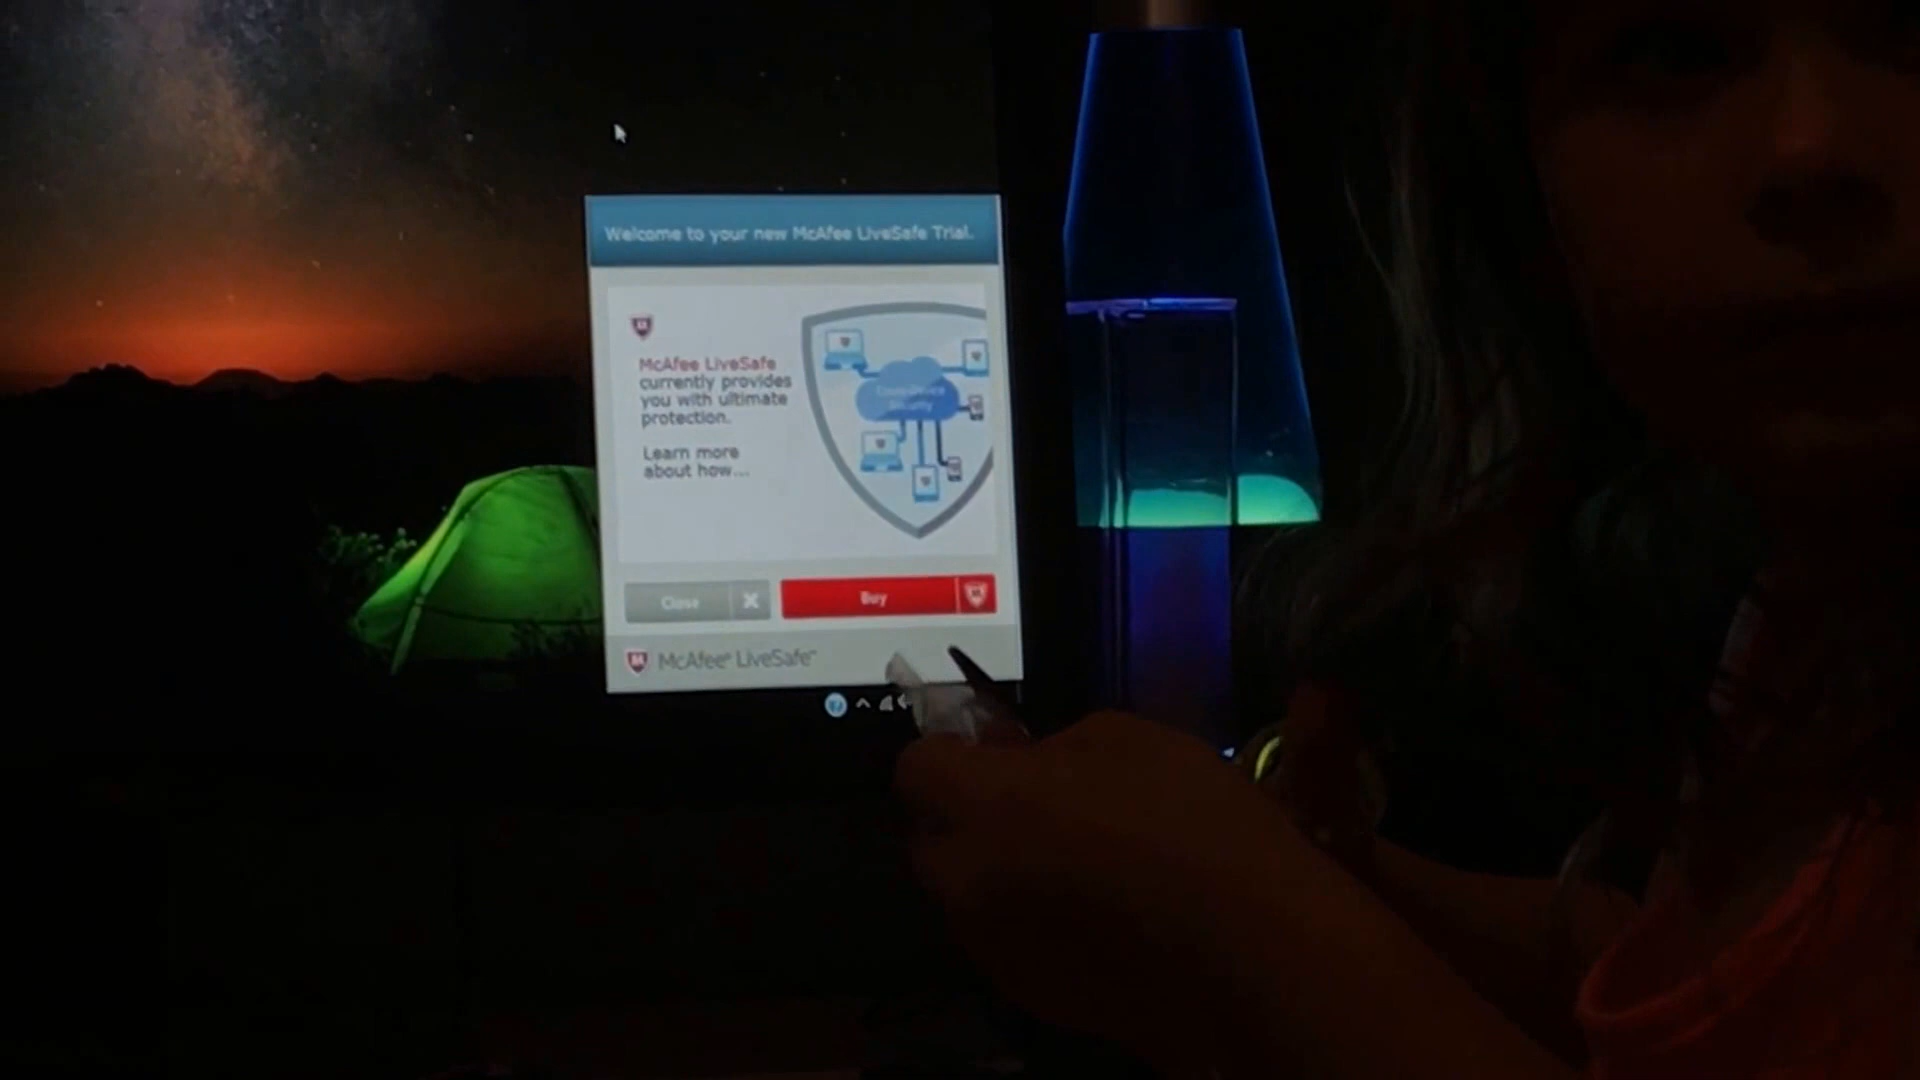 Welcome to your new McAfee LiveSafe Trial.
McAfee LiveSafe
currently provides
you with ultimate
protection.
Learn more
about how...
Close X
Buy
McAfee® LiveSafe™